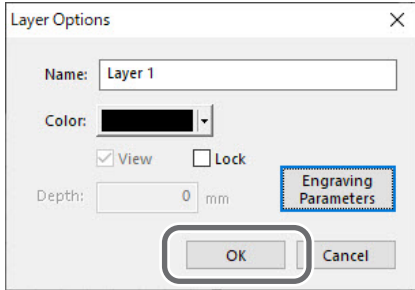 Layer Options
Name: Layer 1
Color:
View Lock
Depth: 0 mm
Engraving
Parameters
OK Cancel